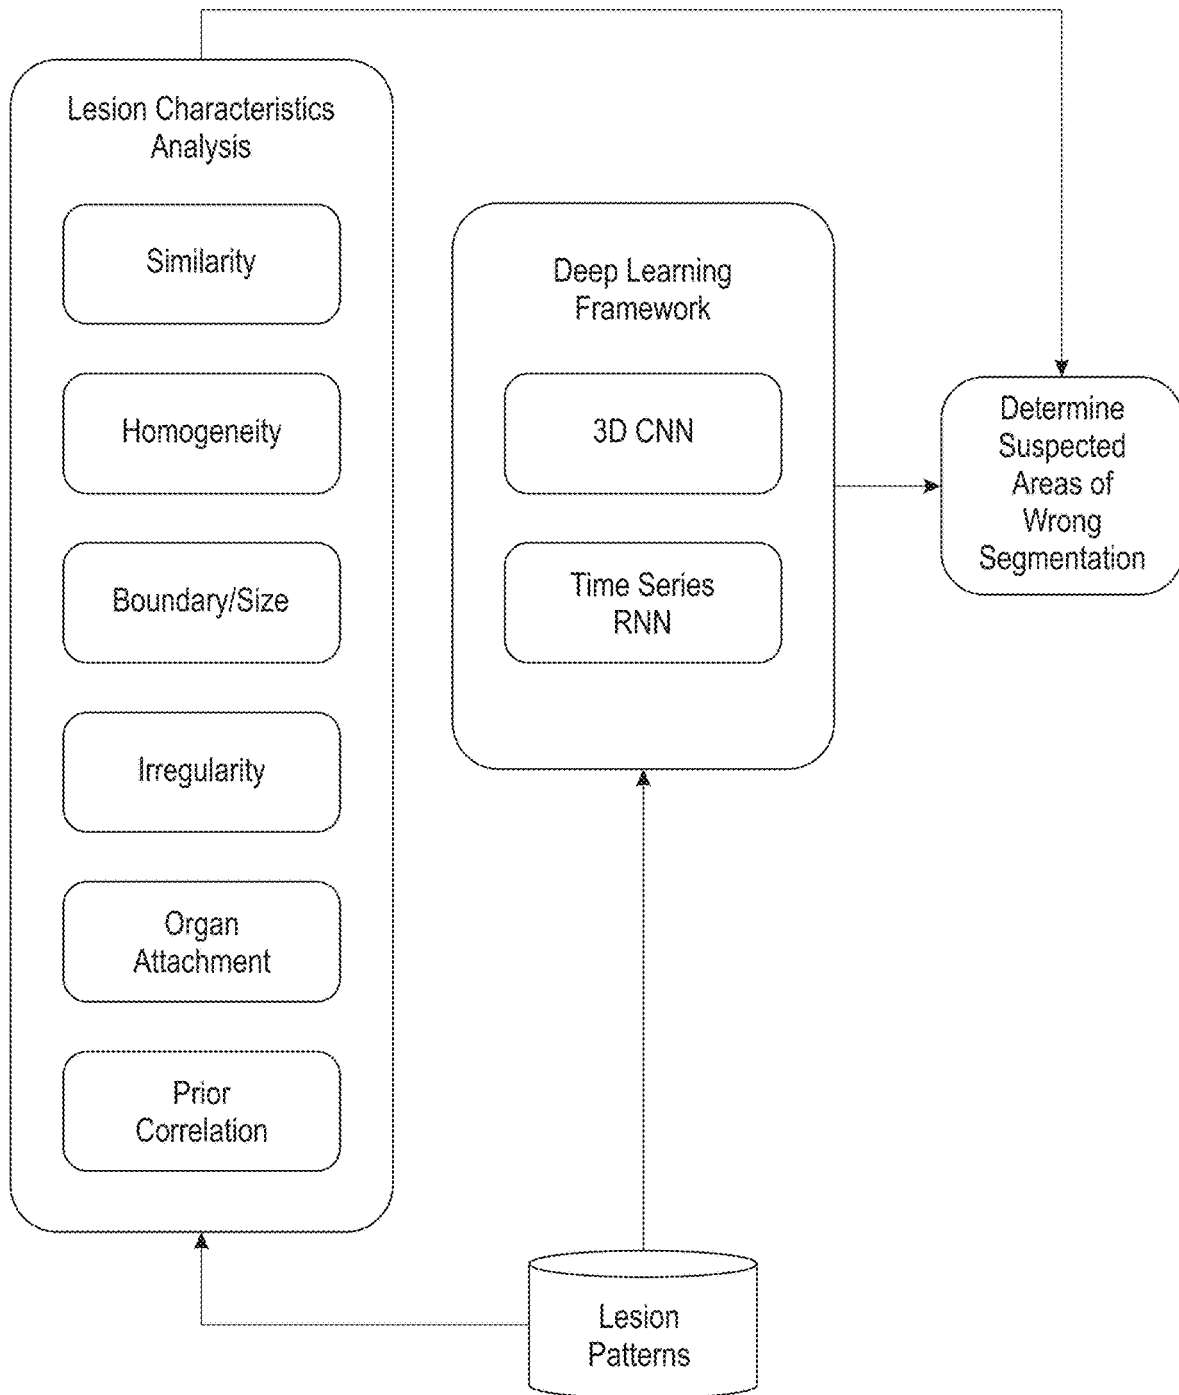 Lesion Characteristics
Analysis
Similarity
Homogeneity
Boundary/Size
Irregularity
Organ
Attachment
Prior
Correlation
Deep Learning
Framework
3D CNN
Time Series
RNN
Determine
Suspected
Areas of
Wrong
Segmentation
Lesion
Patterns